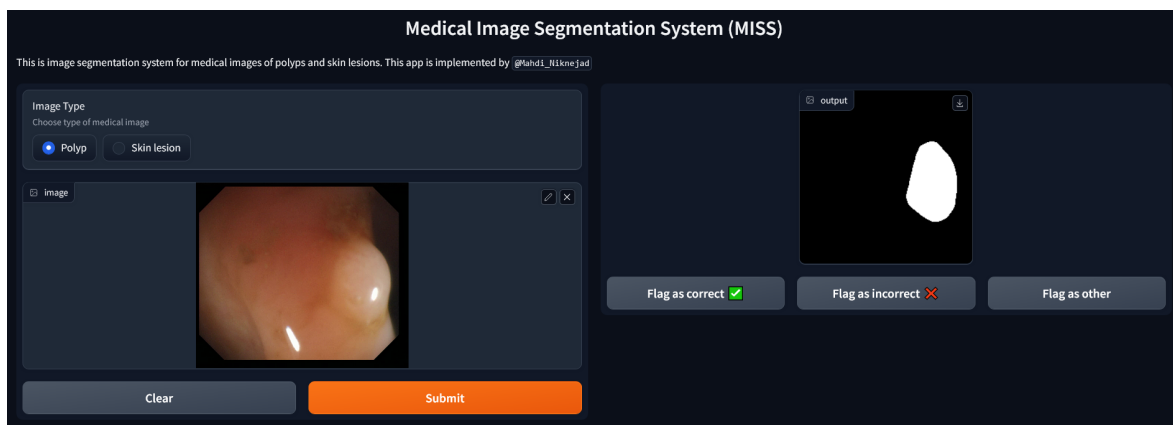 Medical Image Segmentation System (MISS)
This is image segmentation system for medical images of polyps and skin lesions. This app is implemented by @Mahdi_Niknejad
Image Type
Choose type of medical image
Polyp
Skin lesion
image
Clear
Submit
output
Flag as correct ✅
Flag as incorrect ❌
Flag as other